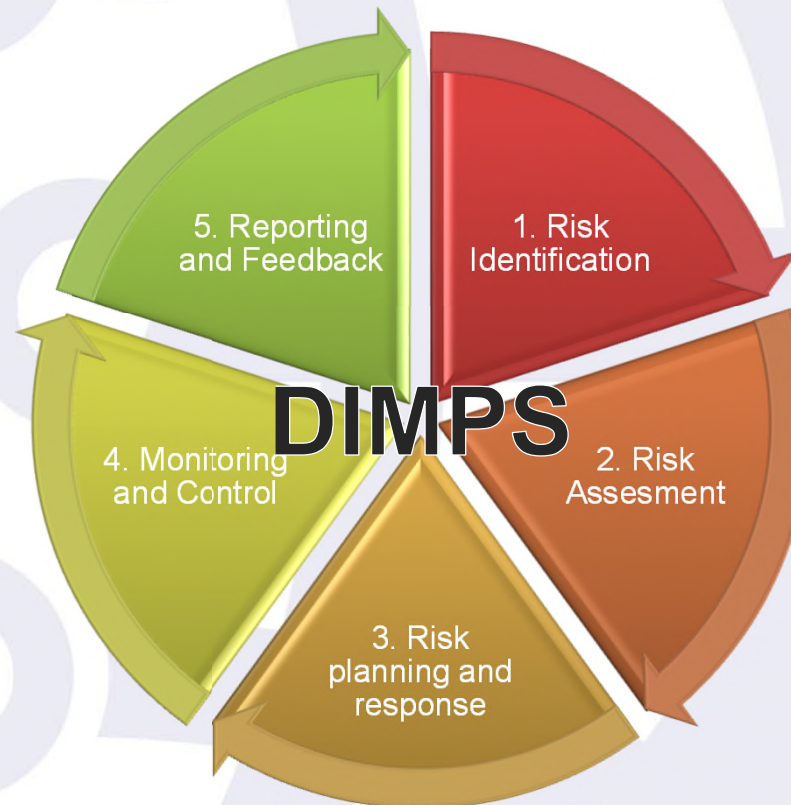 1. Risk
Identification
2. Risk
Assesment
3. Risk
planning and
response
4. Monitoring
and Control
5. Reporting
and Feedback
DIMPS